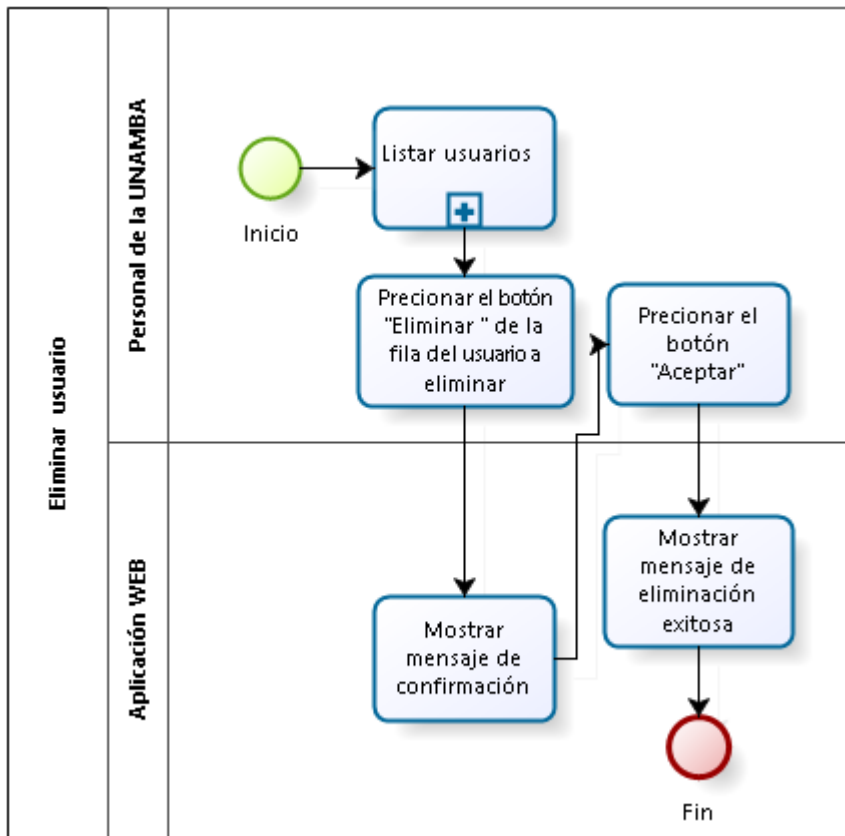 Eliminar usuario
Personal de la UNAMBA
Inicio
Listar usuarios
Precionar el botón
"Eliminar " de la
fila del usuario a
eliminar
Precionar el
botón
"Aceptar"
Aplicación WEB
Mostrar
mensaje de
confirmación
Mostrar
mensaje de
eliminación
exitosa
Fin